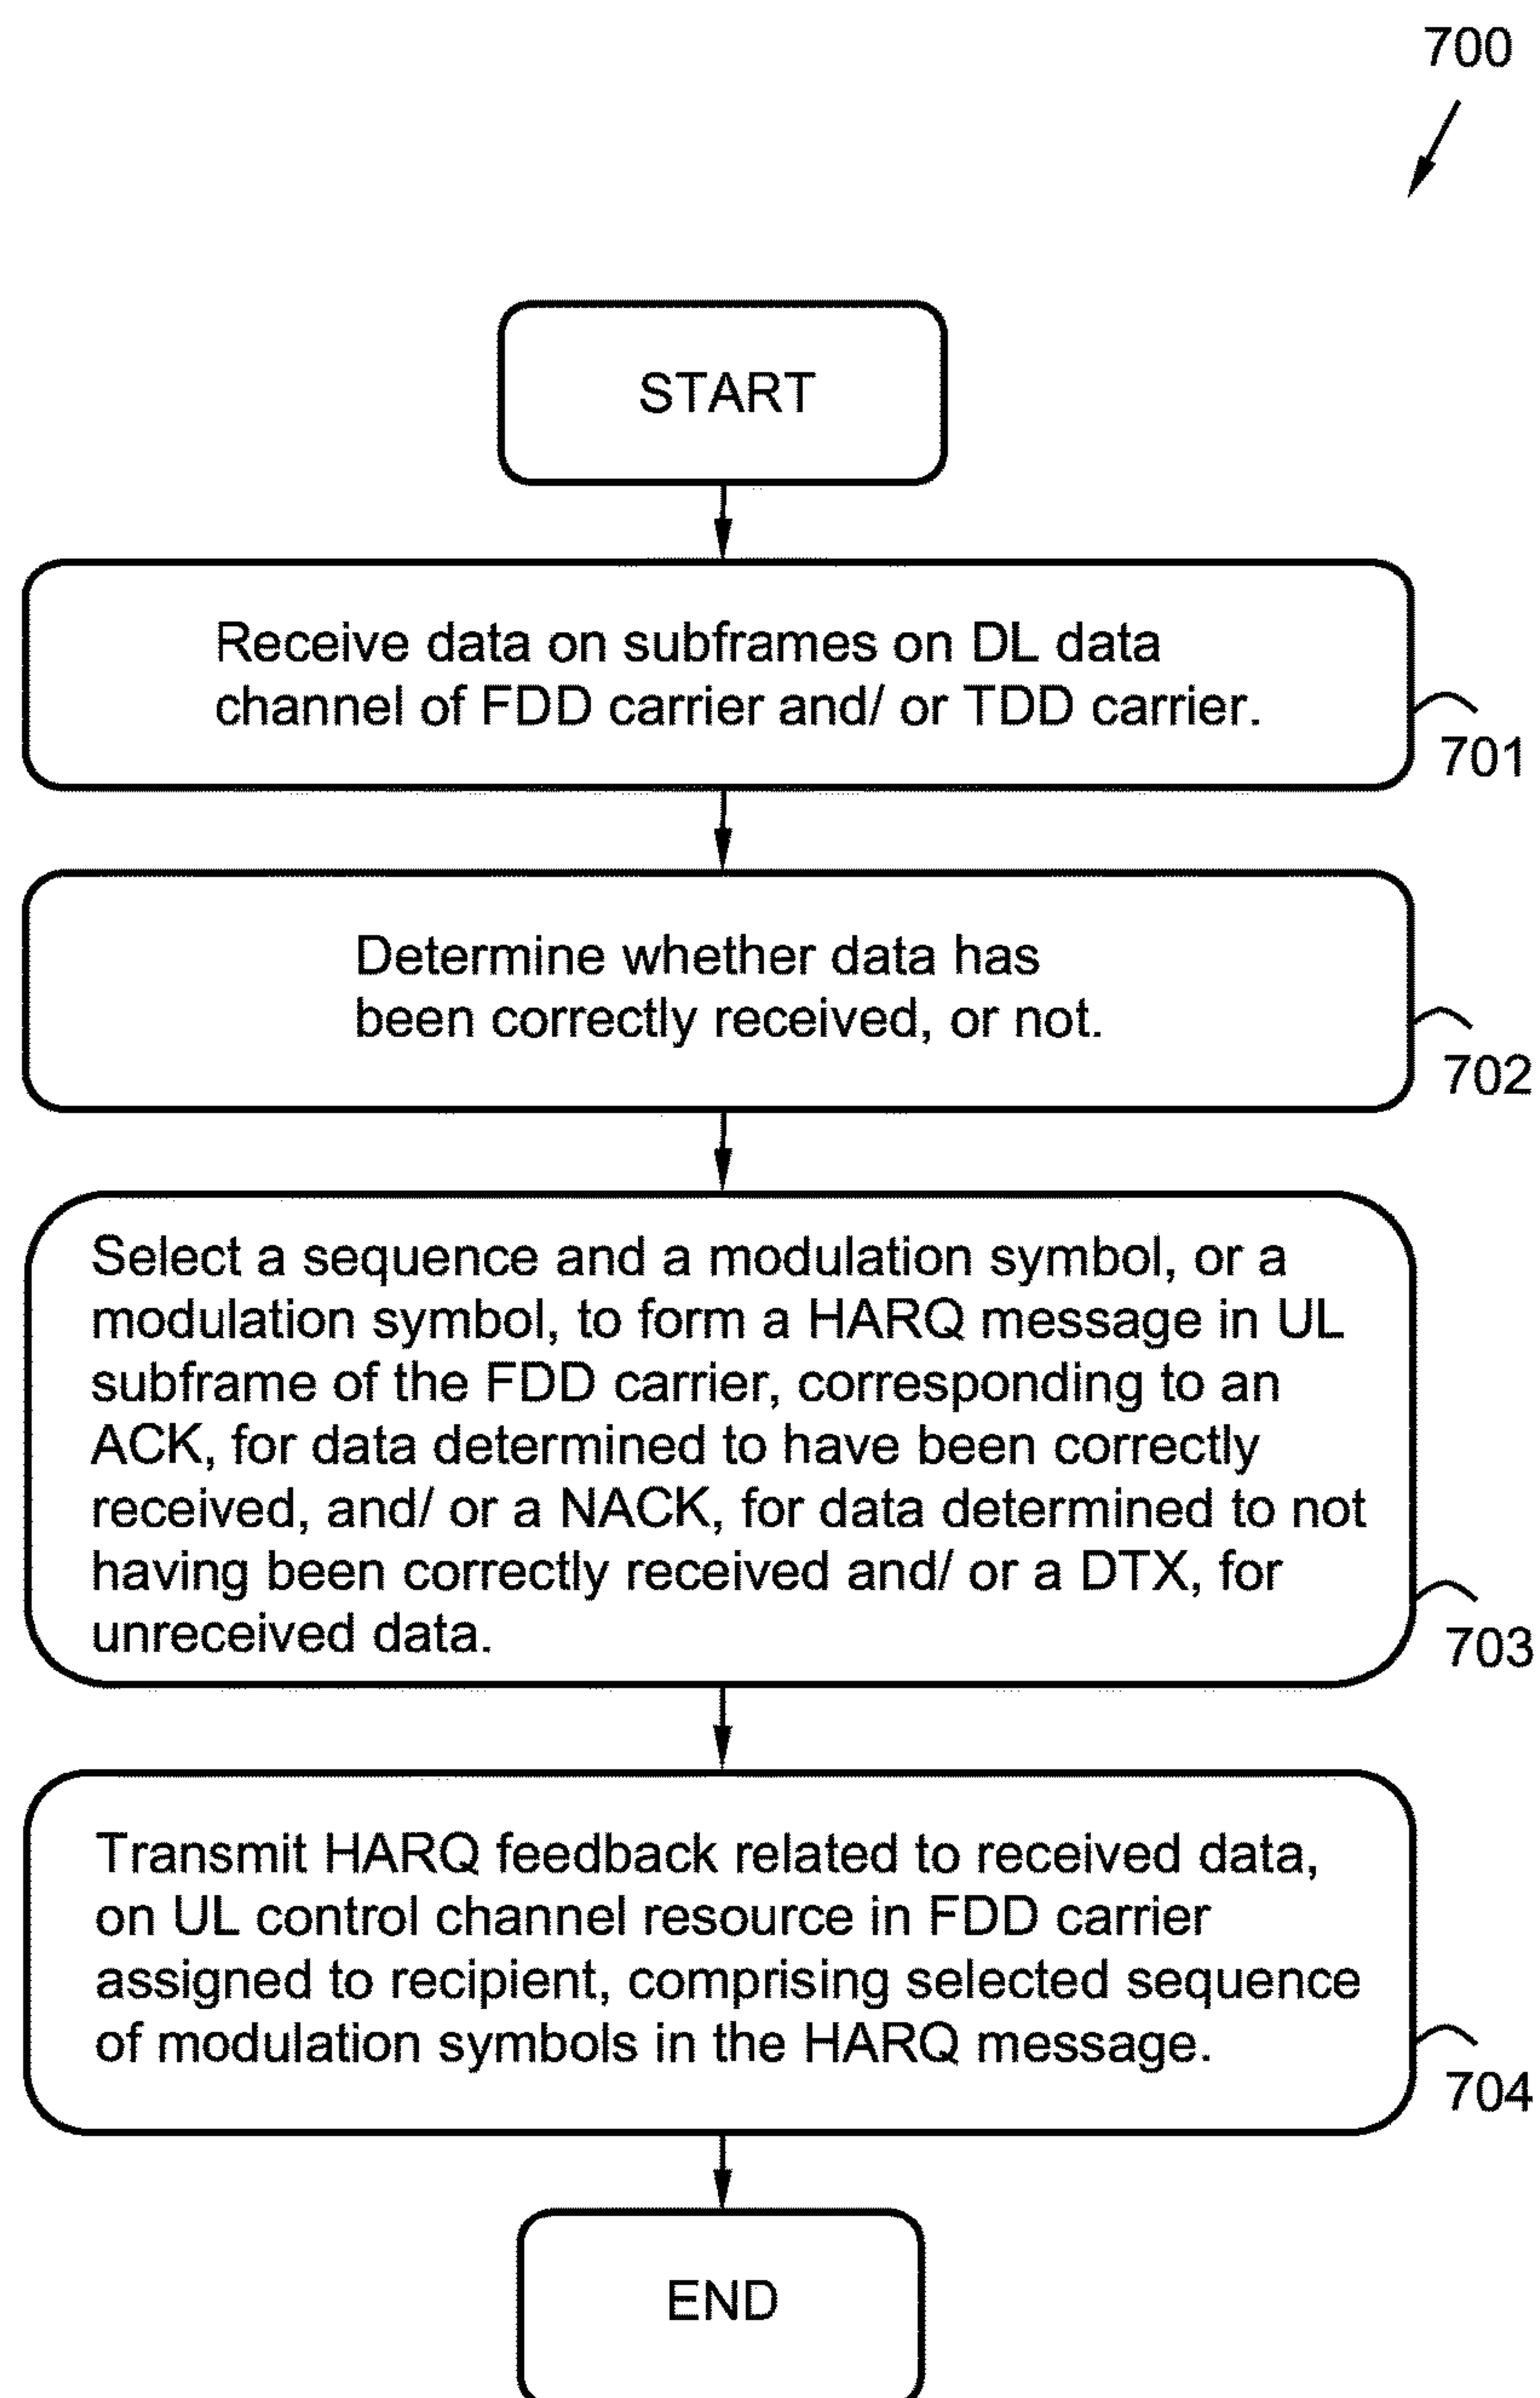 700
START
Receive data on subframes on DL data
channel of FDD carrier and/ or TDD carrier.
701
Determine whether data has
been correctly received, or not.
702
Select a sequence and a modulation symbol, or a
modulation symbol, to form a HARQ message in UL
subframe of the FDD carrier, corresponding to an
ACK, for data determined to have been correctly
received, and/ or a NACK, for data determined to not
having been correctly received and/ or a DTX, for
unreceived data.
703
Transmit HARQ feedback related to received data,
on UL control channel resource in FDD carrier
assigned to recipient, comprising selected sequence
of modulation symbols in the HARQ message.
704
END